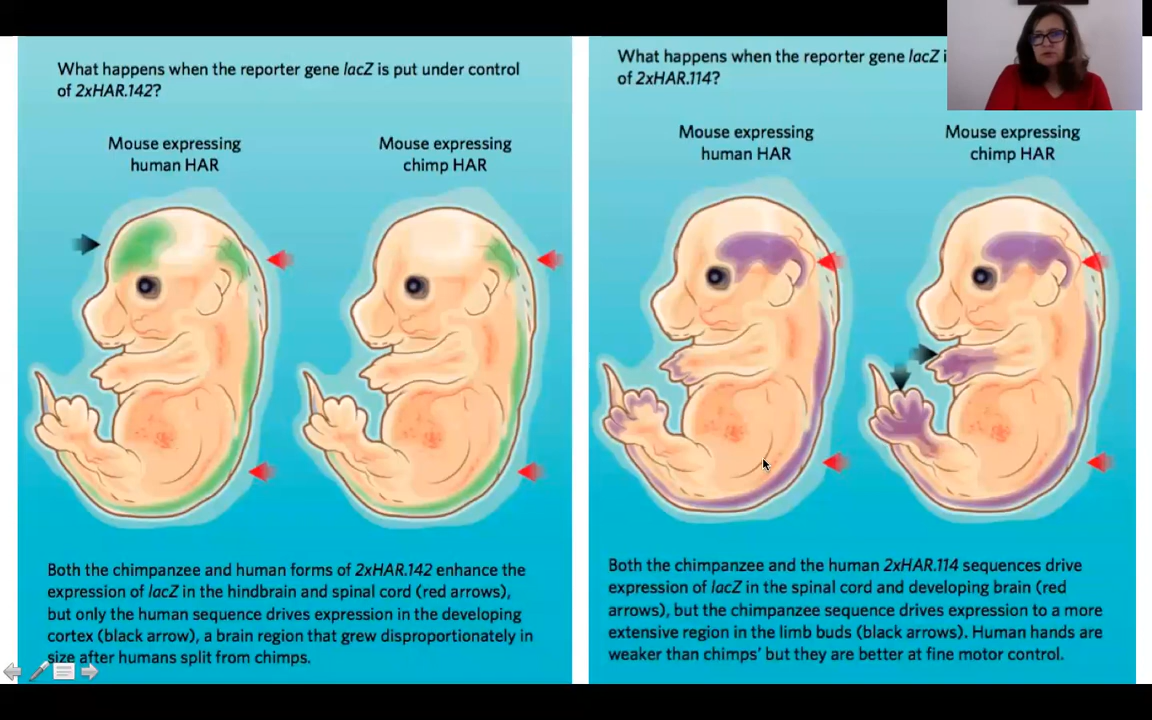 What happens when the reporter gene lacZ is put under control
of 2xHAR.142?
Mouse expressing
human HAR
Mouse expressing
chimp HAR
Both the chimpanzee and human forms of 2xHAR.142 enhance the
expression of lacZ in the hindbrain and spinal cord (red arrows),
but only the human sequence drives expression in the developing
cortex (black arrow), a brain region that grew disproportionately in
size after humans split from chimps.
What happens when the reporter gene lacZ i
of 2xHAR.114?
Mouse expressing
human HAR
Mouse expressing
chimp HAR
Both the chimpanzee and the human 2xHAR.114 sequences drive
expression of lacZ in the spinal cord and developing brain (red
arrows), but the chimpanzee sequence drives expression to a more
extensive region in the limb buds (black arrows). Human hands are
weaker than chimps’ but they are better at fine motor control.